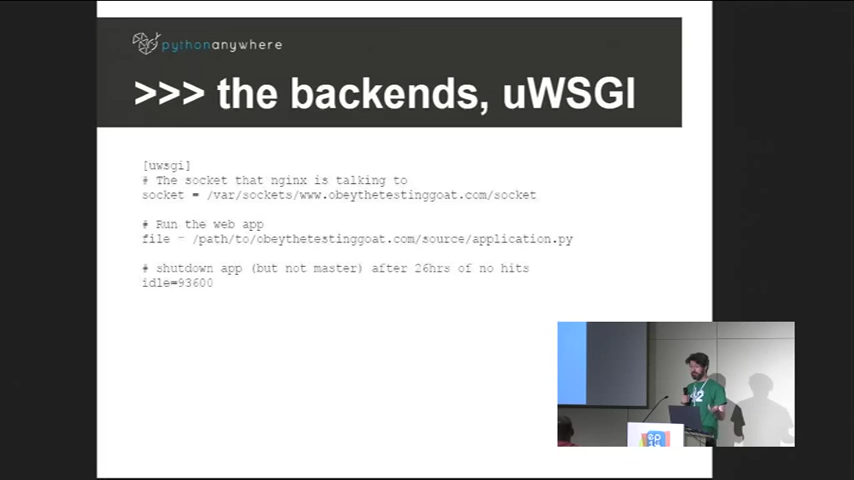 pythonanywhere
>>> the backends, uWSGI
[uwsgi]
# The socket that nginx is talking to
socket = /var/sockets/www.obeythetestinggoat.com/socket
# Run the web app
file = /path/to/obeythetestinggoat.com/source/application.py
# shutdown app (but not master) after 26hrs of no hits
idle=93600